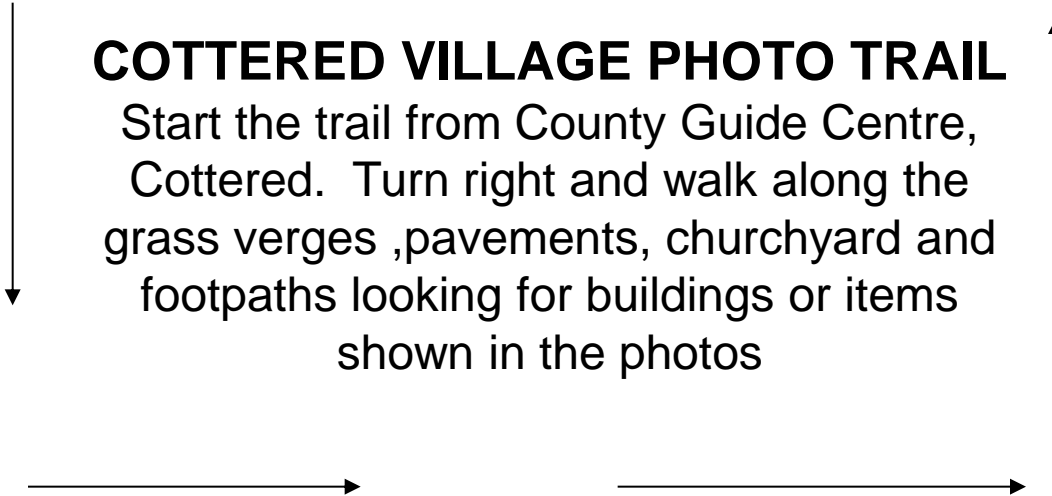 COTTERED VILLAGE PHOTO TRAIL
Start the trail from County Guide Centre,
Cottered.  Turn right and walk along the
grass verges ,pavements, churchyard and
footpaths looking for buildings or items
shown in the photos